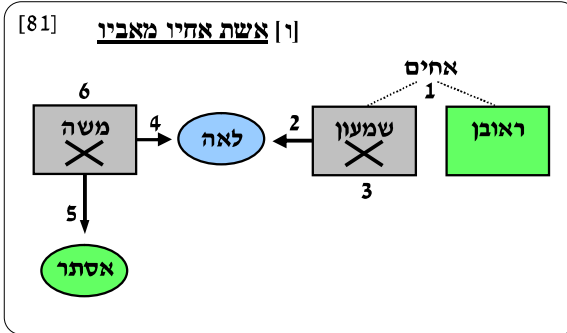 [81]
[ו] אשת אחיו מאביו
אחים
1
6
משה
4
לאה
2
שמעון
ראובן
3
5
אסתר